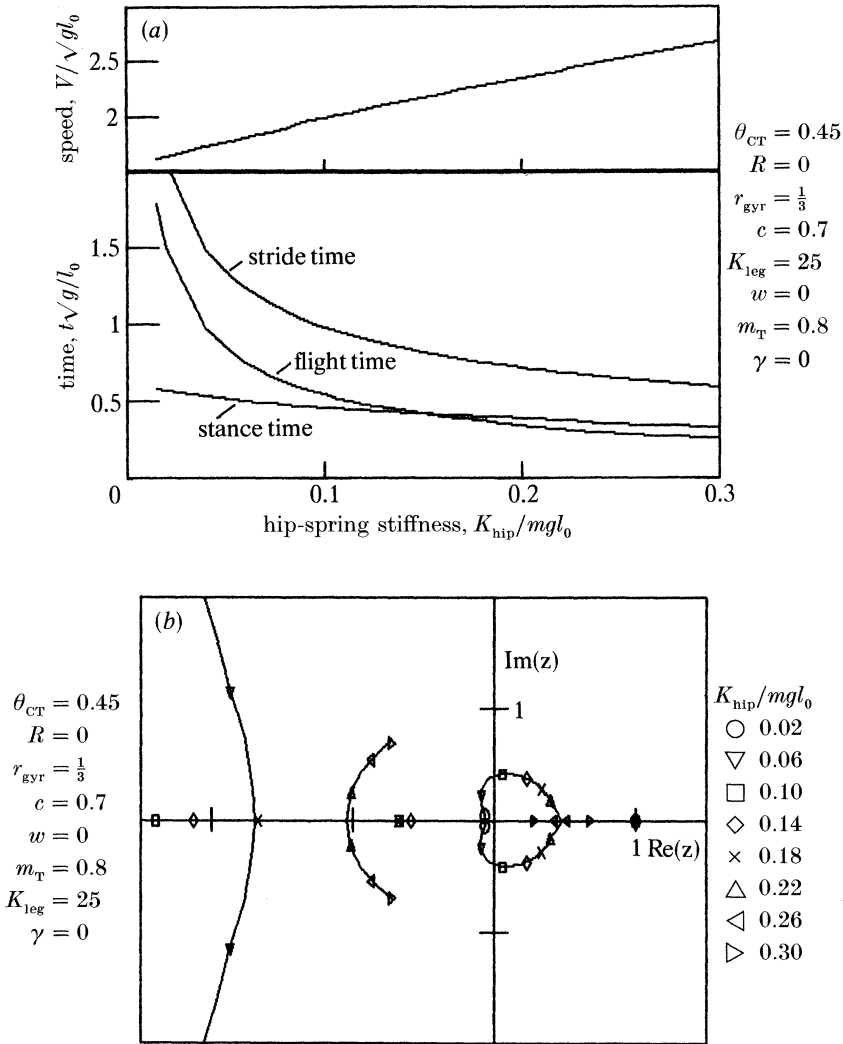 (a)
speed, V/√gl₀
2.5
2
θ_CT = 0.45
R = 0
r_gyr = 1/3
c = 0.7
K_leg = 25
w = 0
m_T = 0.8
γ = 0
time, t√g/l₀
1.5
1
0.5
stride time
flight time
stance time
0 0.1 0.2 0.3
hip-spring stiffness, K_hip/mgl₀
(b)
θ_CT = 0.45
R = 0
r_gyr = 1/3
c = 0.7
w = 0
m_T = 0.8
K_leg = 25
γ = 0
Im(z)
1
1 Re(z)
K_hip/mgl₀
0.02
0.06
0.10
0.14
0.18
0.22
0.26
0.30